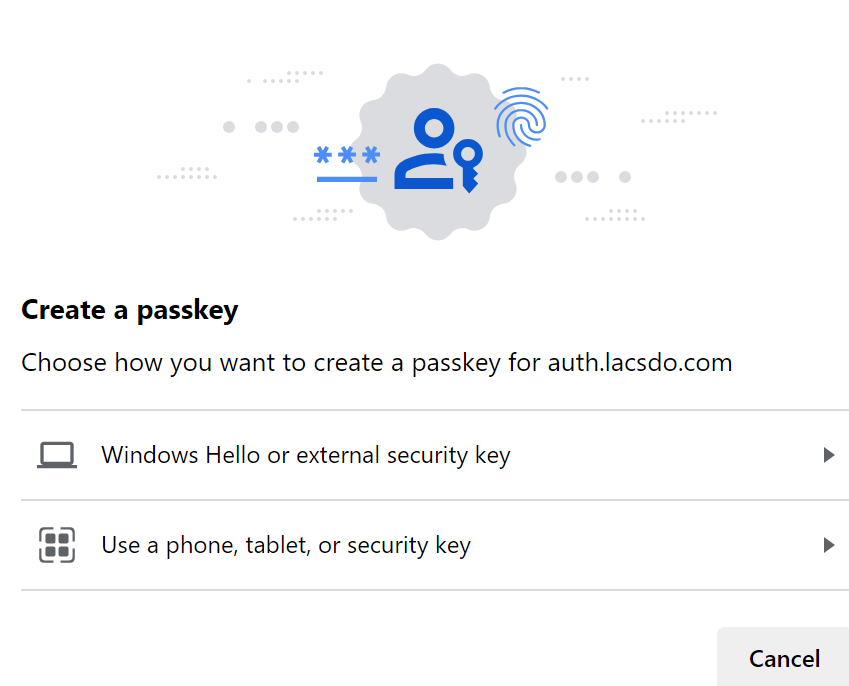 ***
Create a passkey
Choose how you want to create a passkey for auth.lacsdo.com
Windows Hello or external security key
Use a phone, tablet, or security key
Cancel